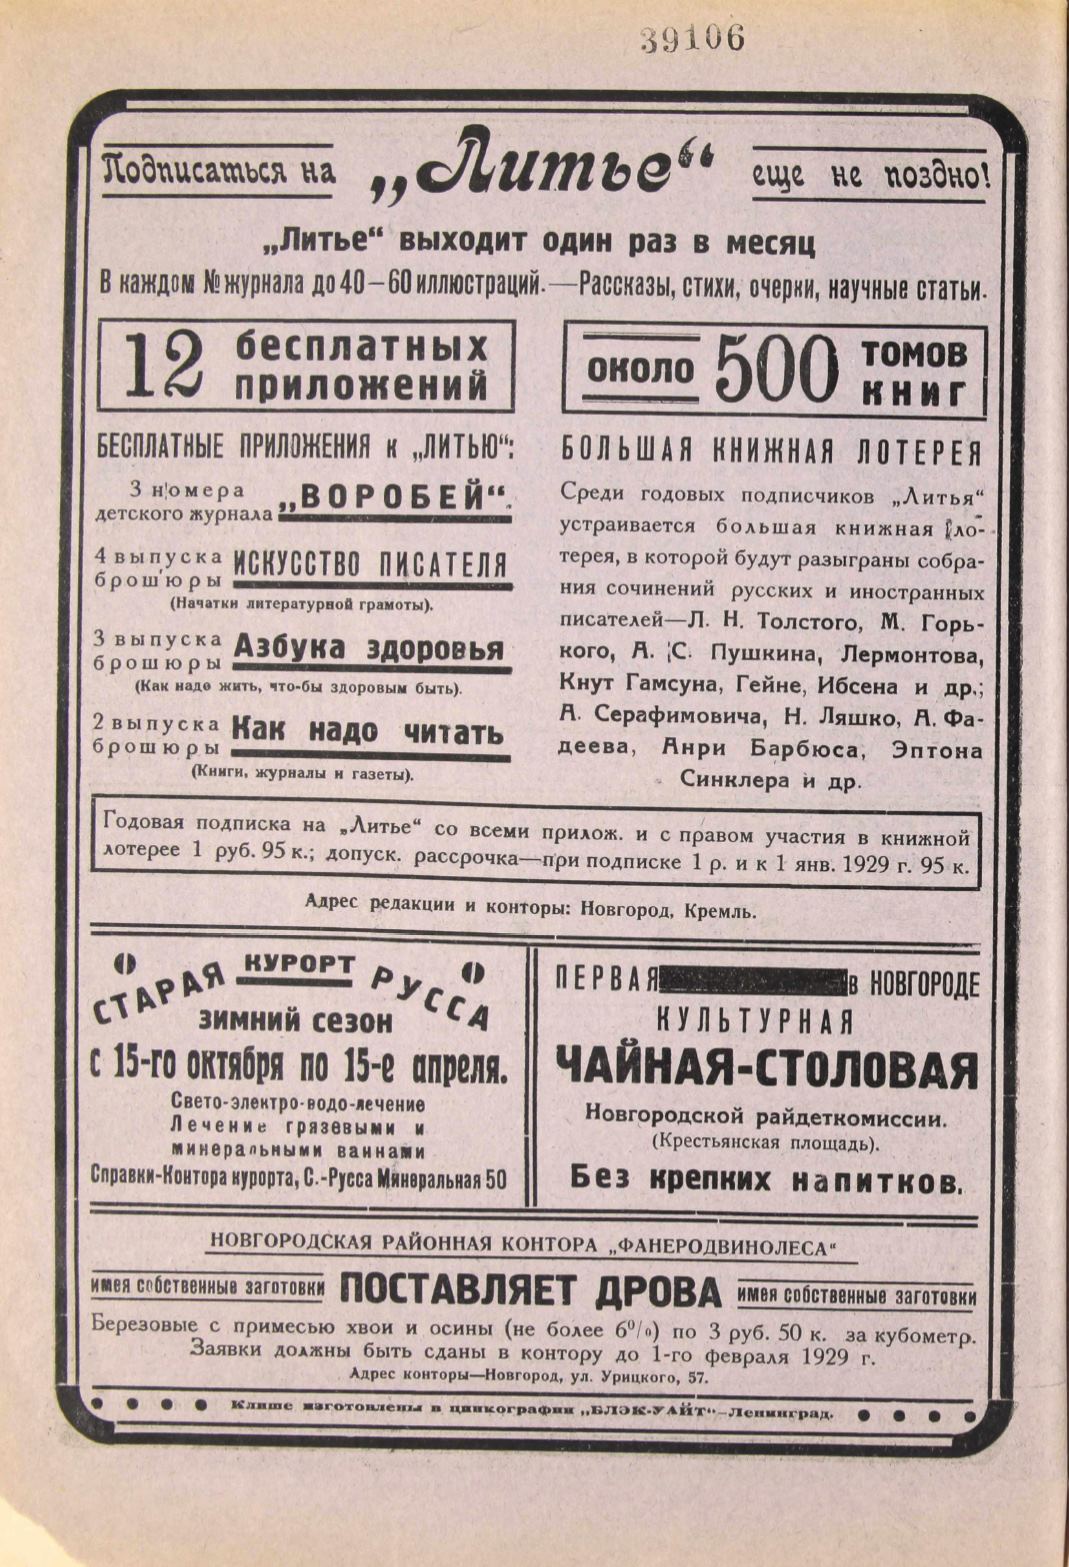 39106
Подписаться на „Литье“ еще не поздно!
„Литье“ выходит один раз в месяц
В каждом № журнала до 40—60 иллюстраций.—Рассказы, стихи, очерки, научные статьи.
12 бесплатных приложений
БЕСПЛАТНЫЕ ПРИЛОЖЕНИЯ к „ЛИТЬЮ“:
3 номера
детского журнала „ВОРОБЕЙ“.
4 выпуска
брошюры ИСКУССТВО ПИСАТЕЛЯ
(Начатки литературной грамоты).
3 выпуска
брошюры Азбука здоровья
(Как надо жить, что-бы здоровым быть).
2 выпуска
брошюры Как надо читать
(Книги, журналы и газеты).
около 500 томов книг
БОЛЬШАЯ КНИЖНАЯ ЛОТЕРЕЯ
Среди годовых подписчиков „Литья“
устраивается большая книжная ло-
терея, в которой будут разыграны собра-
ния сочинений русских и иностранных
писателей—Л. Н. Толстого, М. Горь-
кого, А. С. Пушкина, Лермонтова,
Кнут Гамсуна, Гейне, Ибсена и др.;
А. Серафимовича, Н. Ляшко, А. Фа-
деева, Анри Барбюса, Эптона
Синклера и др.
Годовая подписка на „Литье“ со всеми прилож. и с правом участия в книжной
лотерее 1 руб. 95 к.; допуск. рассрочка—при подписке 1 р. и к 1 янв. 1929 г. 95 к.
Адрес редакции и конторы: Новгород, Кремль.
КУРОРТ
СТАРАЯ РУССА
ЗИМНИЙ СЕЗОН
с 15-го октября по 15-е апреля.
Свето-электро-водо-лечение
Лечение грязевыми и
минеральными ваннами
Справки-Контора курорта, С.-Русса Минеральная 50
ПЕРВАЯ в НОВГОРОДЕ
КУЛЬТУРНАЯ
ЧАЙНАЯ-СТОЛОВАЯ
Новгородской райдеткомиссии.
(Крестьянская площадь).
Без крепких напитков.
НОВГОРОДСКАЯ РАЙОННАЯ КОНТОРА „ФАНЕРОДВИНОЛЕСА“
имея собственные заготовки ПОСТАВЛЯЕТ ДРОВА имея собственные заготовки
Березовые с примесью хвои и осины (не более 6%) по 3 руб. 50 к. за кубометр.
Заявки должны быть сданы в контору до 1-го февраля 1929 г.
Адрес конторы—Новгород, ул. Урицкого, 57.
Клише изготовлены в цинкографии „БЛЭК-УАЙТ“—Ленинград.